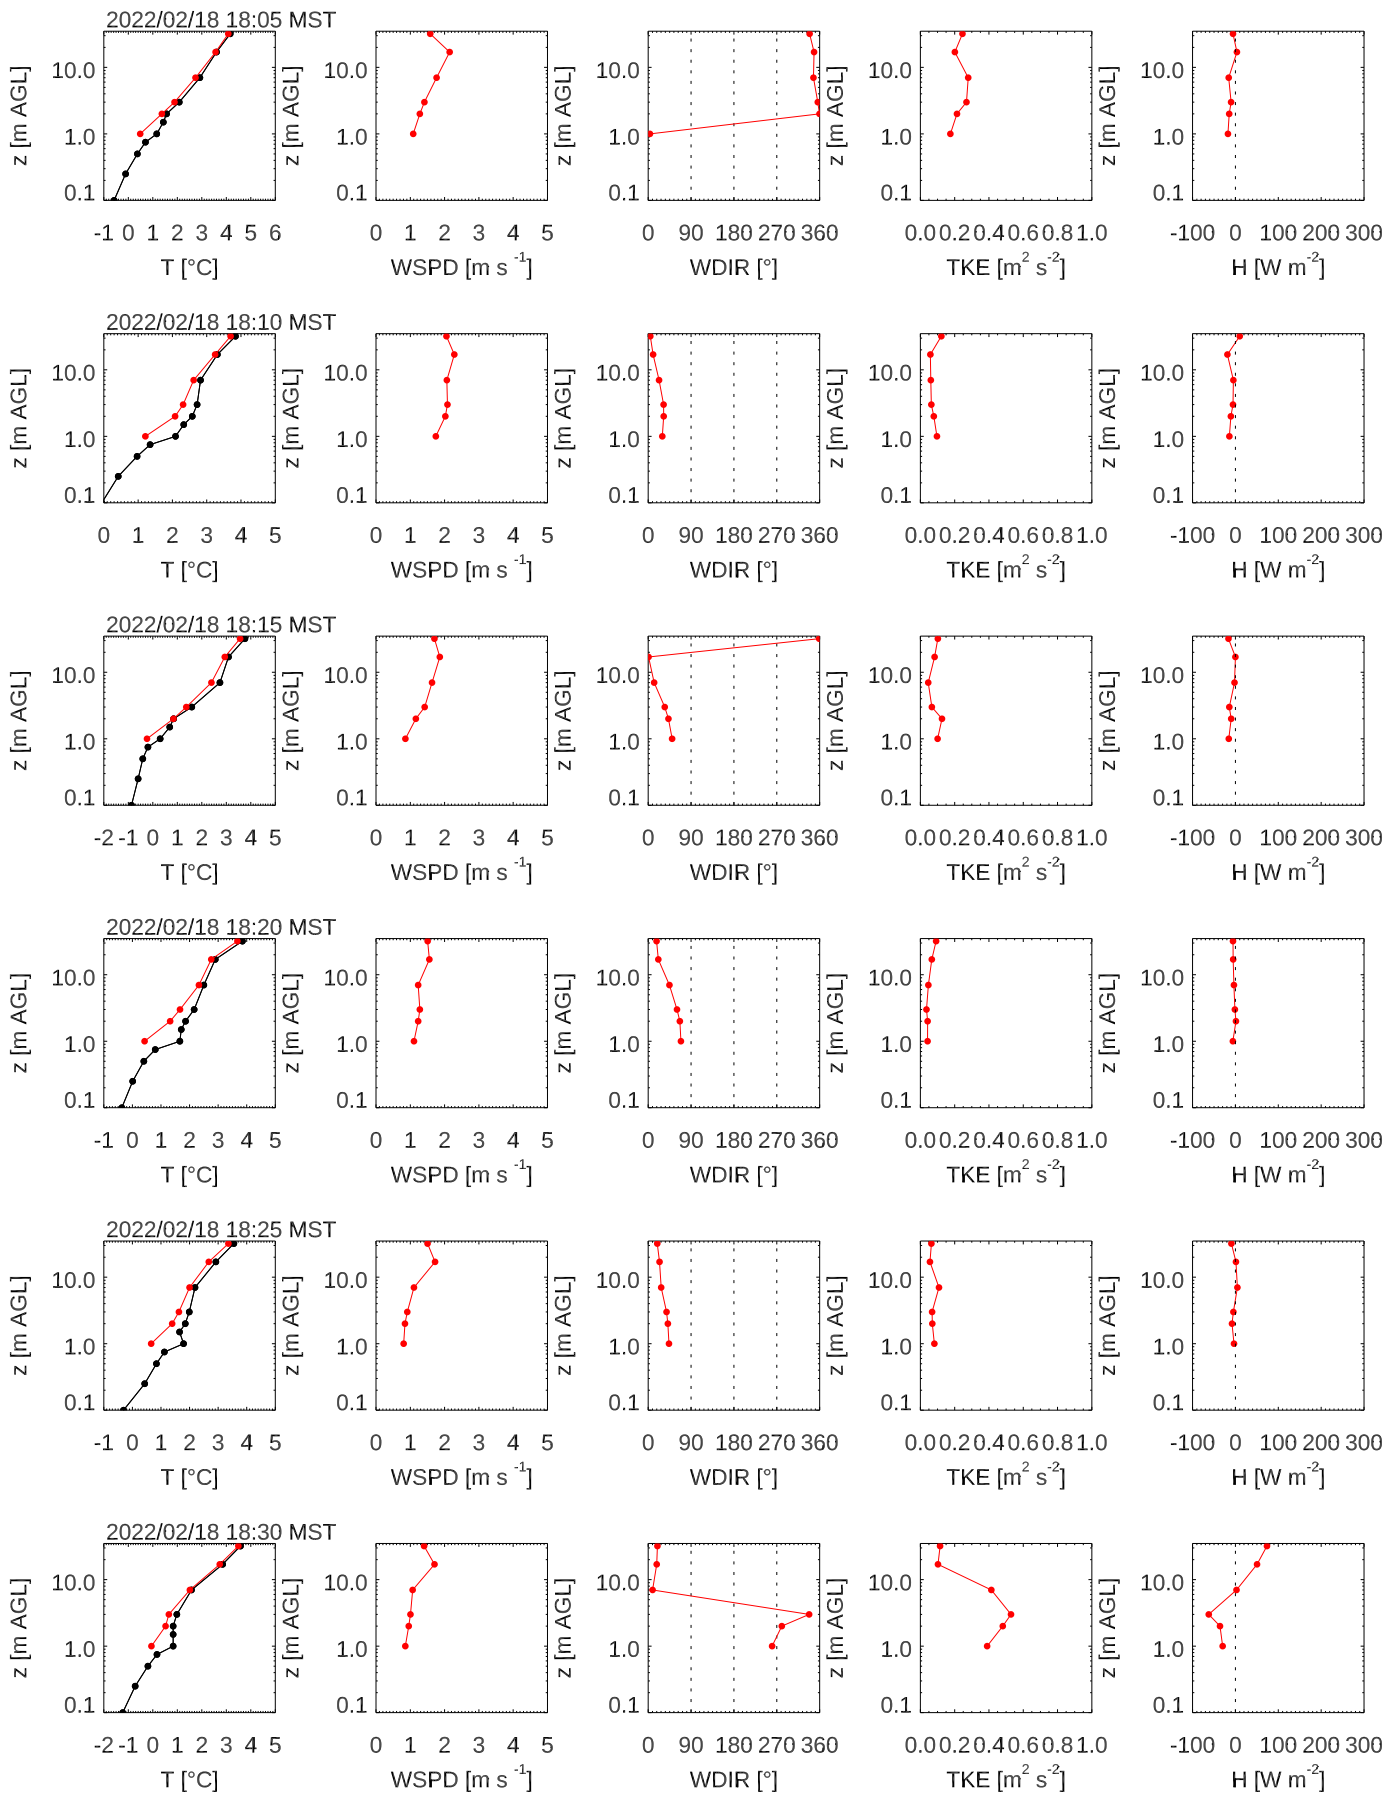 2022/02/18 18:05 MST
z [m AGL] 10.0 1.0 0.1 z [m AGL] 10.0 1.0 0.1 z [m AGL] 10.0 1.0 0.1 z [m AGL] 10.0 1.0 0.1 z [m AGL] 10.0 1.0 0.1
-1 0 1 2 3 4 5 6 0 1 2 3 4 5 0 90 180 270 360 0.0 0.2 0.4 0.6 0.8 1.0 -100 0 100 200 300
T [°C] WSPD [m s⁻¹] WDIR [°] TKE [m² s⁻²] H [W m⁻²]
2022/02/18 18:10 MST
z [m AGL] 10.0 1.0 0.1 z [m AGL] 10.0 1.0 0.1 z [m AGL] 10.0 1.0 0.1 z [m AGL] 10.0 1.0 0.1 z [m AGL] 10.0 1.0 0.1
0 1 2 3 4 5 0 1 2 3 4 5 0 90 180 270 360 0.0 0.2 0.4 0.6 0.8 1.0 -100 0 100 200 300
T [°C] WSPD [m s⁻¹] WDIR [°] TKE [m² s⁻²] H [W m⁻²]
2022/02/18 18:15 MST
z [m AGL] 10.0 1.0 0.1 z [m AGL] 10.0 1.0 0.1 z [m AGL] 10.0 1.0 0.1 z [m AGL] 10.0 1.0 0.1 z [m AGL] 10.0 1.0 0.1
-2 -1 0 1 2 3 4 5 0 1 2 3 4 5 0 90 180 270 360 0.0 0.2 0.4 0.6 0.8 1.0 -100 0 100 200 300
T [°C] WSPD [m s⁻¹] WDIR [°] TKE [m² s⁻²] H [W m⁻²]
2022/02/18 18:20 MST
z [m AGL] 10.0 1.0 0.1 z [m AGL] 10.0 1.0 0.1 z [m AGL] 10.0 1.0 0.1 z [m AGL] 10.0 1.0 0.1 z [m AGL] 10.0 1.0 0.1
-1 0 1 2 3 4 5 0 1 2 3 4 5 0 90 180 270 360 0.0 0.2 0.4 0.6 0.8 1.0 -100 0 100 200 300
T [°C] WSPD [m s⁻¹] WDIR [°] TKE [m² s⁻²] H [W m⁻²]
2022/02/18 18:25 MST
z [m AGL] 10.0 1.0 0.1 z [m AGL] 10.0 1.0 0.1 z [m AGL] 10.0 1.0 0.1 z [m AGL] 10.0 1.0 0.1 z [m AGL] 10.0 1.0 0.1
-1 0 1 2 3 4 5 0 1 2 3 4 5 0 90 180 270 360 0.0 0.2 0.4 0.6 0.8 1.0 -100 0 100 200 300
T [°C] WSPD [m s⁻¹] WDIR [°] TKE [m² s⁻²] H [W m⁻²]
2022/02/18 18:30 MST
z [m AGL] 10.0 1.0 0.1 z [m AGL] 10.0 1.0 0.1 z [m AGL] 10.0 1.0 0.1 z [m AGL] 10.0 1.0 0.1 z [m AGL] 10.0 1.0 0.1
-2 -1 0 1 2 3 4 5 0 1 2 3 4 5 0 90 180 270 360 0.0 0.2 0.4 0.6 0.8 1.0 -100 0 100 200 300
T [°C] WSPD [m s⁻¹] WDIR [°] TKE [m² s⁻²] H [W m⁻²]